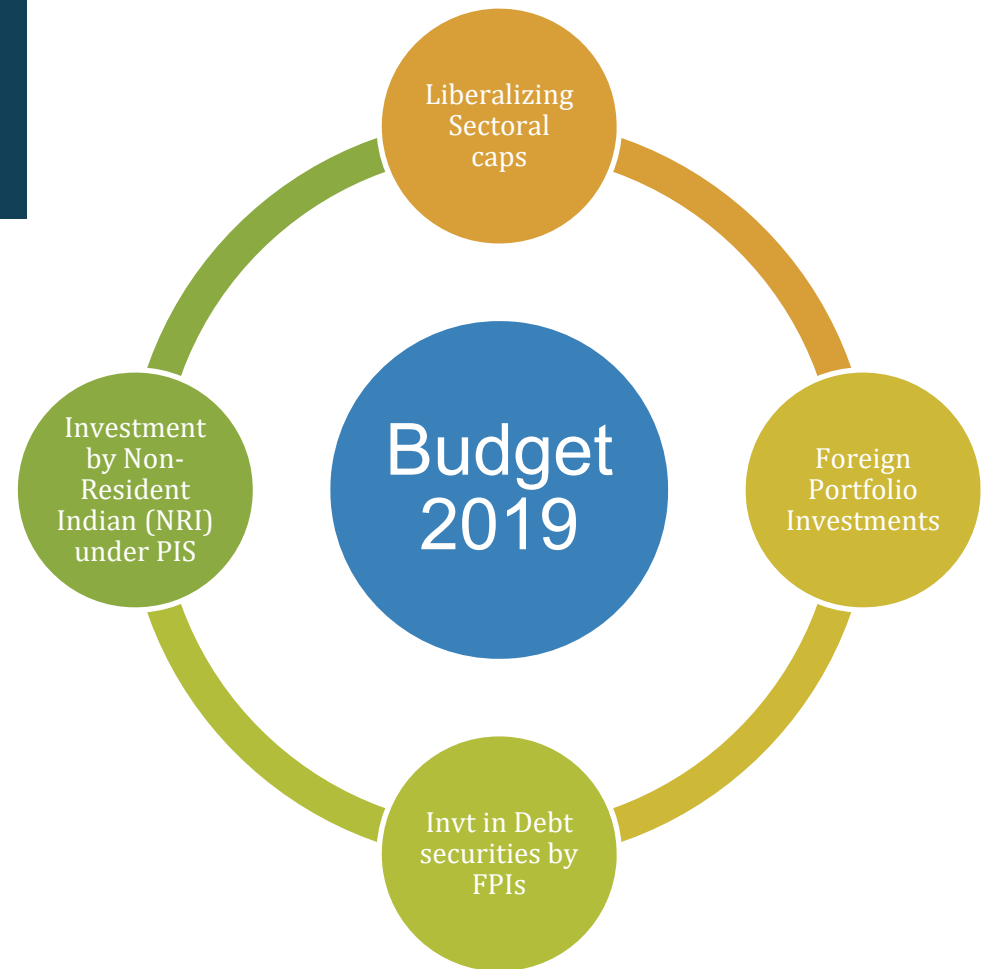 Liberalizing
Sectoral
caps
Investment
by Non-
Resident
Indian (NRI)
under PIS
Budget
2019
Foreign
Portfolio
Investments
Invt in Debt
securities by
FPIs